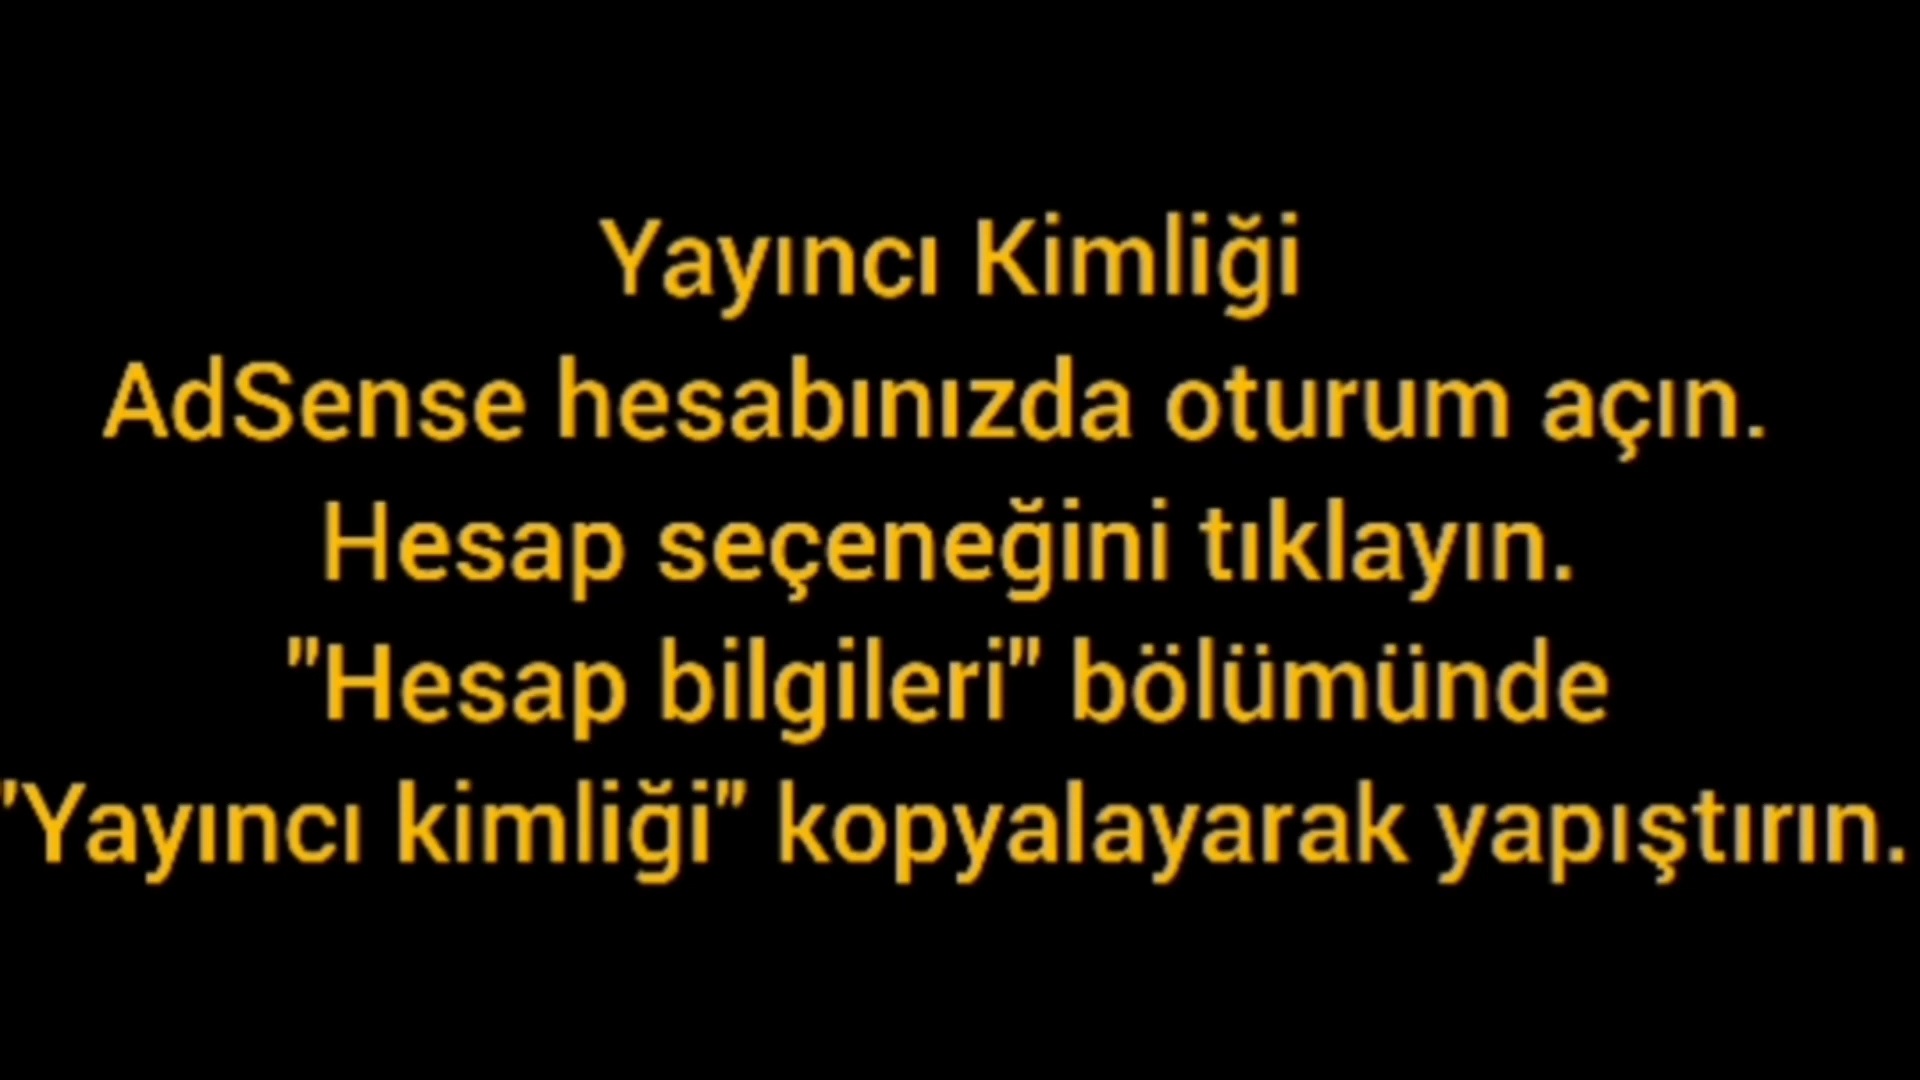 Yayıncı Kimliği
AdSense hesabınızda oturum açın.
Hesap seçeneğini tıklayın.
"Hesap bilgileri" bölümünde
"Yayıncı kimliği" kopyalayarak yapıştırın.